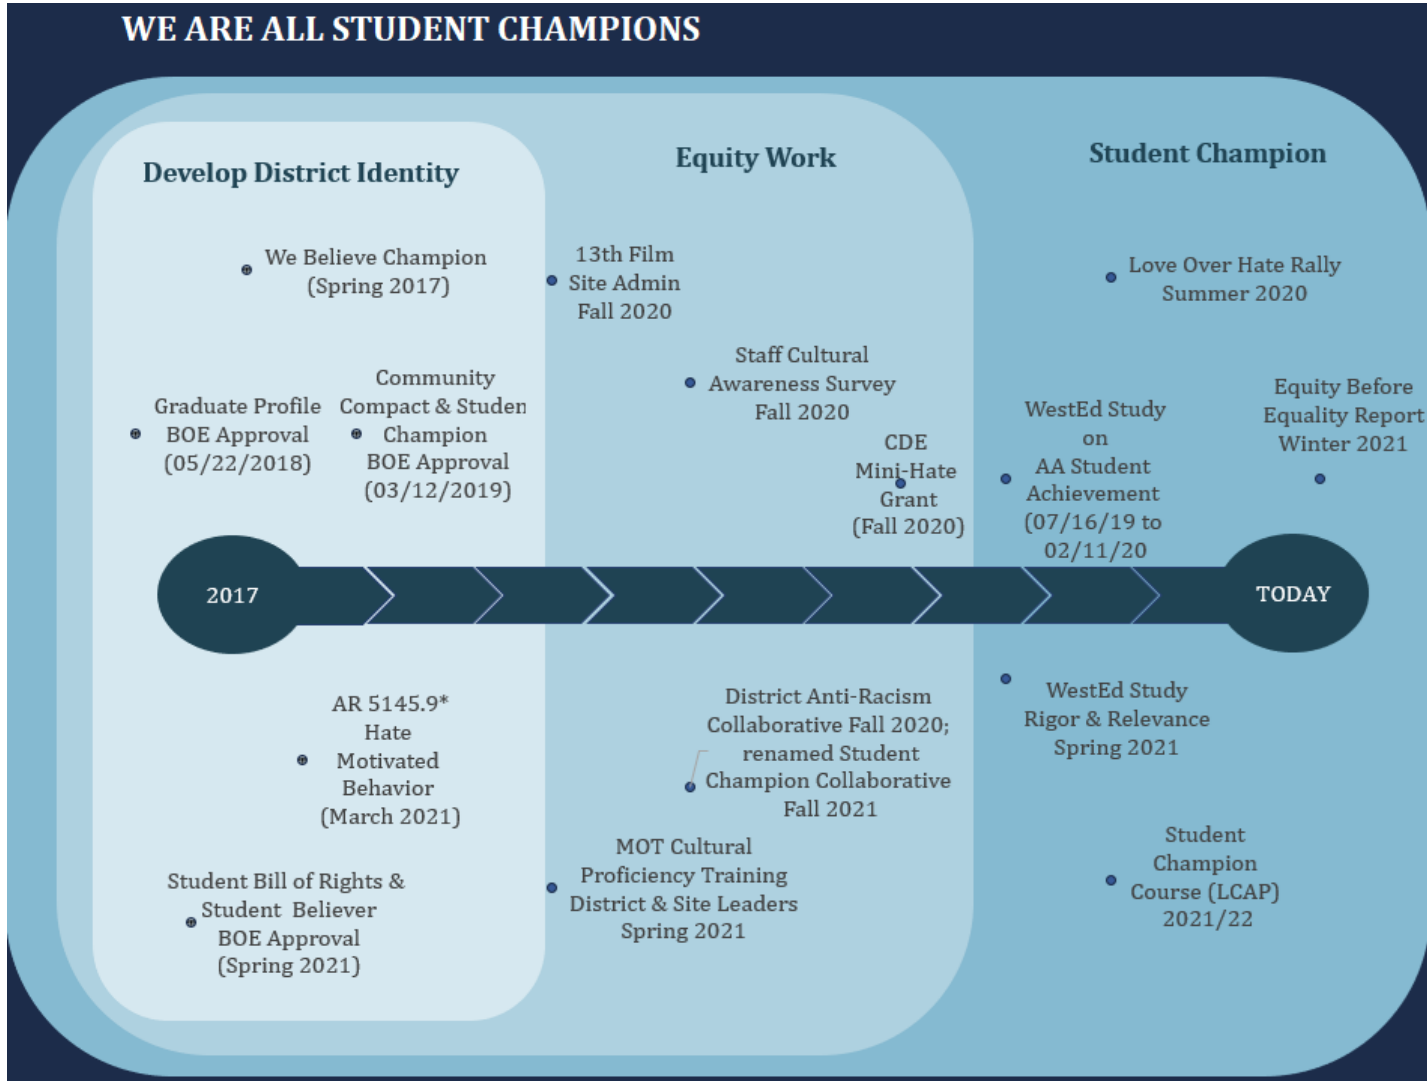 WE ARE ALL STUDENT CHAMPIONS
Develop District Identity
We Believe Champion
(Spring 2017)
Graduate Profile
BOE Approval
(05/22/2018)
Community
Compact & Studen
Champion
BOE Approval
(03/12/2019)
Equity Work
13th Film
Site Admin
Fall 2020
Staff Cultural
Awareness Survey
Fall 2020
CDE
Mini-Hate
Grant
(Fall 2020)
Student Champion
Love Over Hate Rally
Summer 2020
WestEd Study
on
AA Student
Achievement
(07/16/19 to
02/11/20
Equity Before
Equality Report
Winter 2021
2017
TODAY
AR 5145.9*
Hate
Motivated
Behavior
(March 2021)
Student Bill of Rights &
Student Believer
BOE Approval
(Spring 2021)
District Anti-Racism
Collaborative Fall 2020;
renamed Student
Champion Collaborative
Fall 2021
MOT Cultural
Proficiency Training
District & Site Leaders
Spring 2021
WestEd Study
Rigor & Relevance
Spring 2021
Student
Champion
Course (LCAP)
2021/22